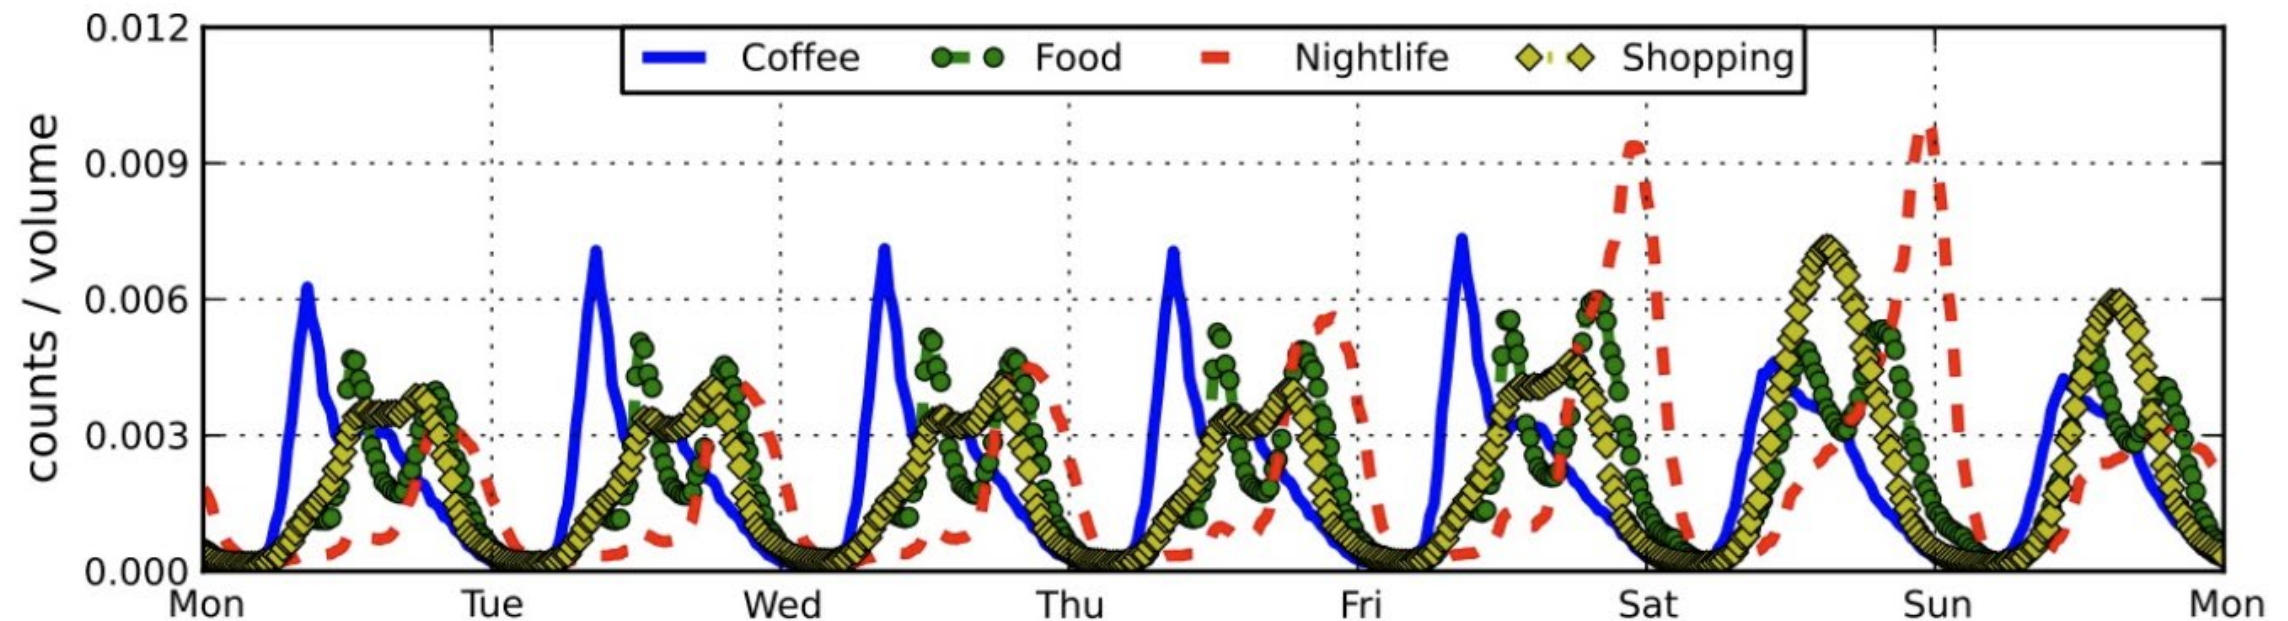 0.012
Coffee Food Nightlife Shopping
0.009
counts / volume
0.006
0.003
0.000
Mon Tue Wed Thu Fri Sat Sun Mon